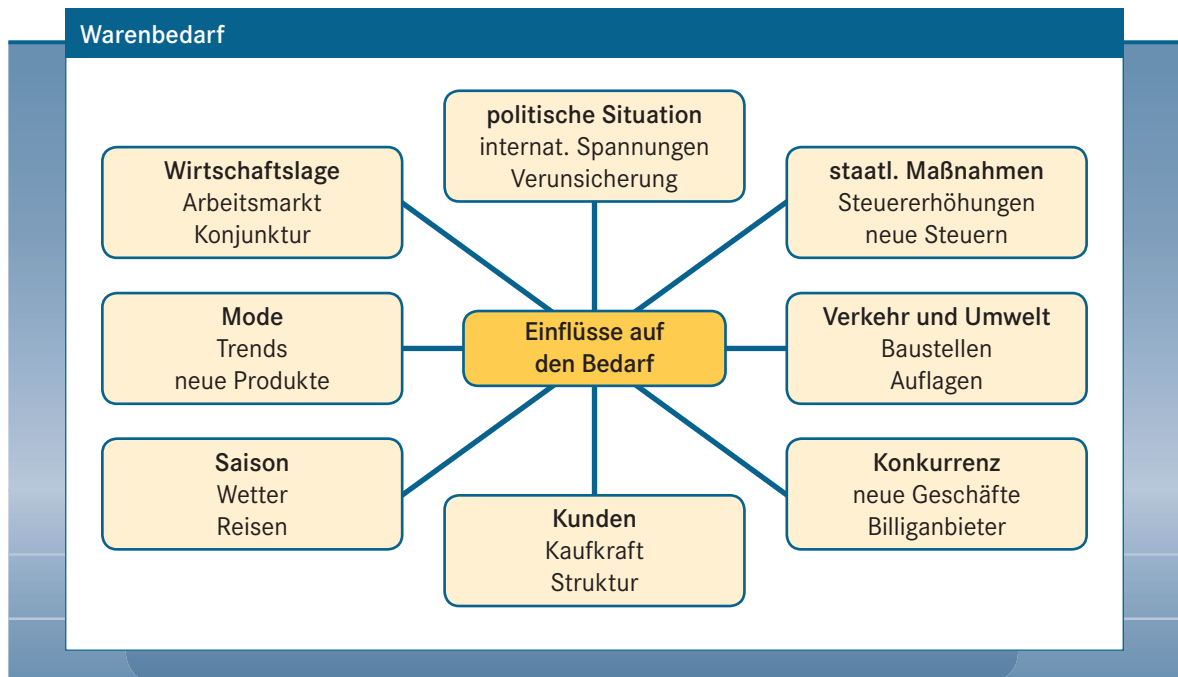 Warenbedarf
politische Situation
internat. Spannungen
Verunsicherung
Wirtschaftslage
Arbeitsmarkt
Konjunktur
staatl. Maßnahmen
Steuererhöhungen
neue Steuern
Mode
Trends
neue Produkte
Einflüsse auf
den Bedarf
Verkehr und Umwelt
Baustellen
Auflagen
Saison
Wetter
Reisen
Kunden
Kaufkraft
Struktur
Konkurrenz
neue Geschäfte
Billiganbieter